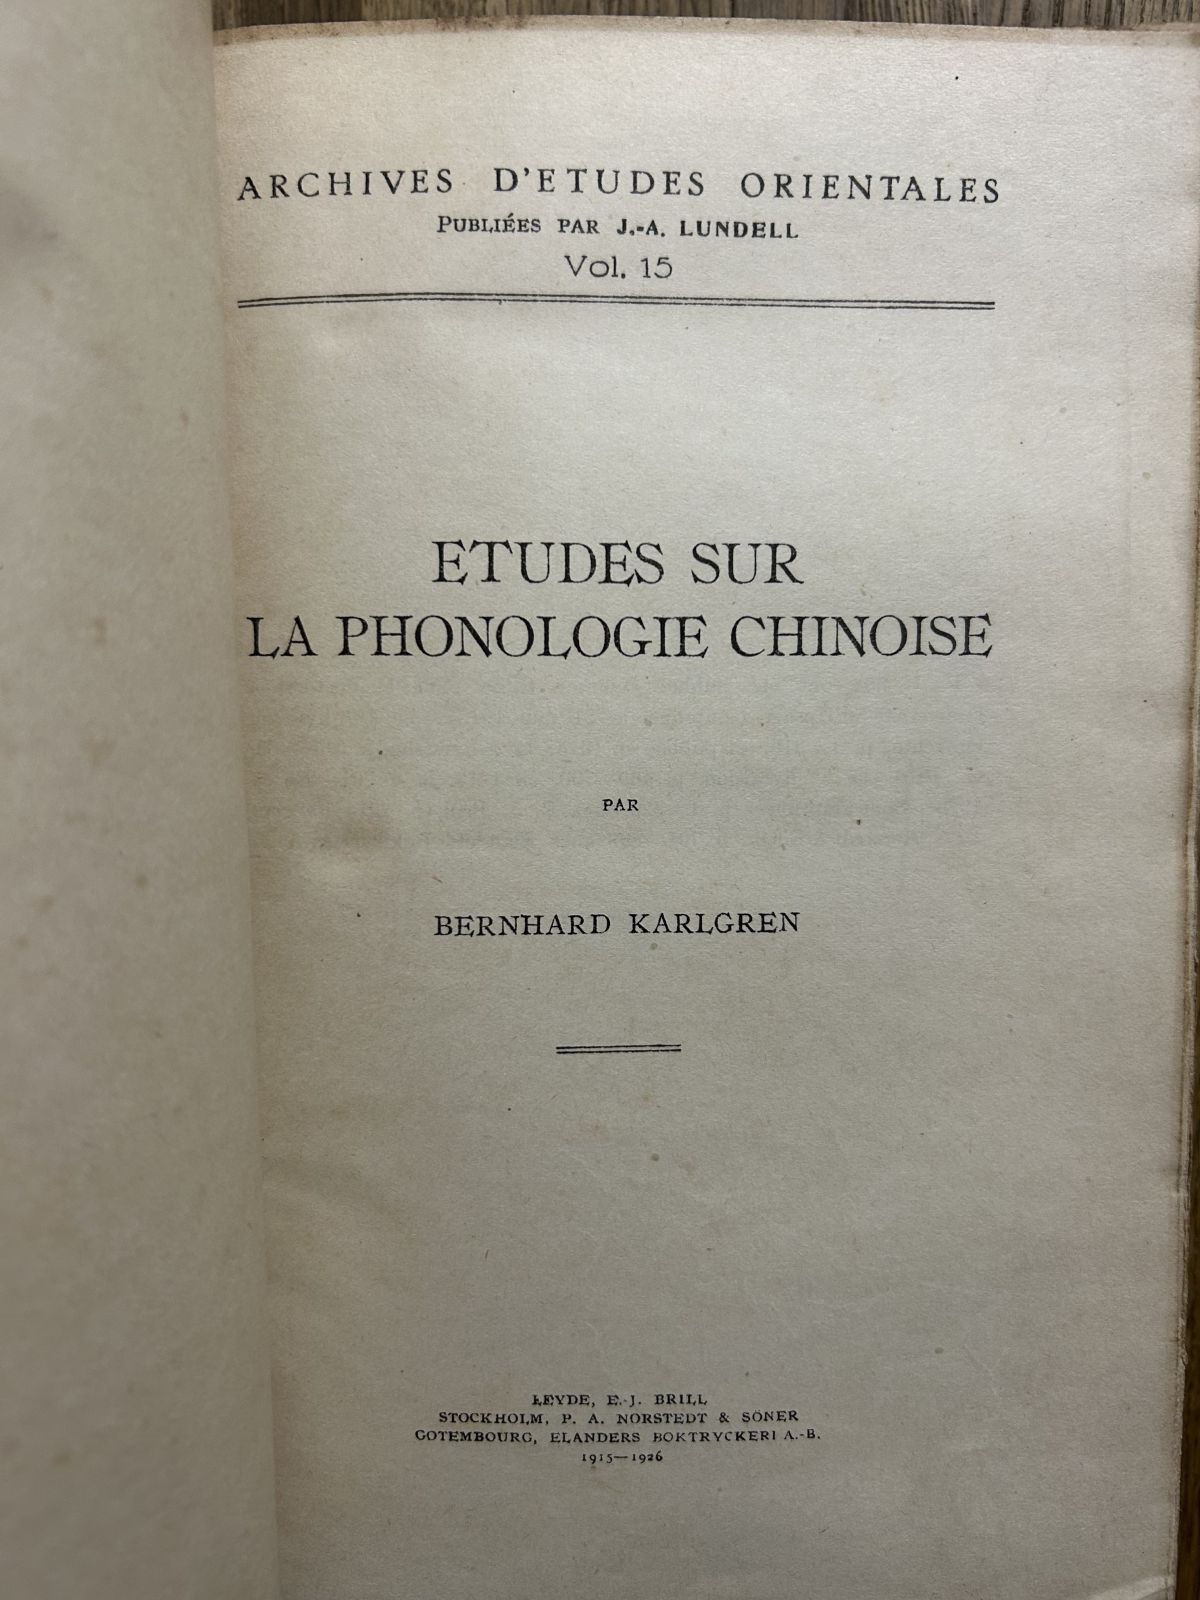 ARCHIVES D'ETUDES ORIENTALES
PUBLIÉES PAR J.-A. LUNDELL
Vol. 15
ETUDES SUR
LA PHONOLOGIE CHINOISE
PAR
BERNHARD KARLGREN
LEYDE, E.-J. BRILL
STOCKHOLM, P. A. NORSTEDT & SÖNER
GOTEMBOURG, ELANDERS BOKTRYCKERI A.-B.
1915—1926